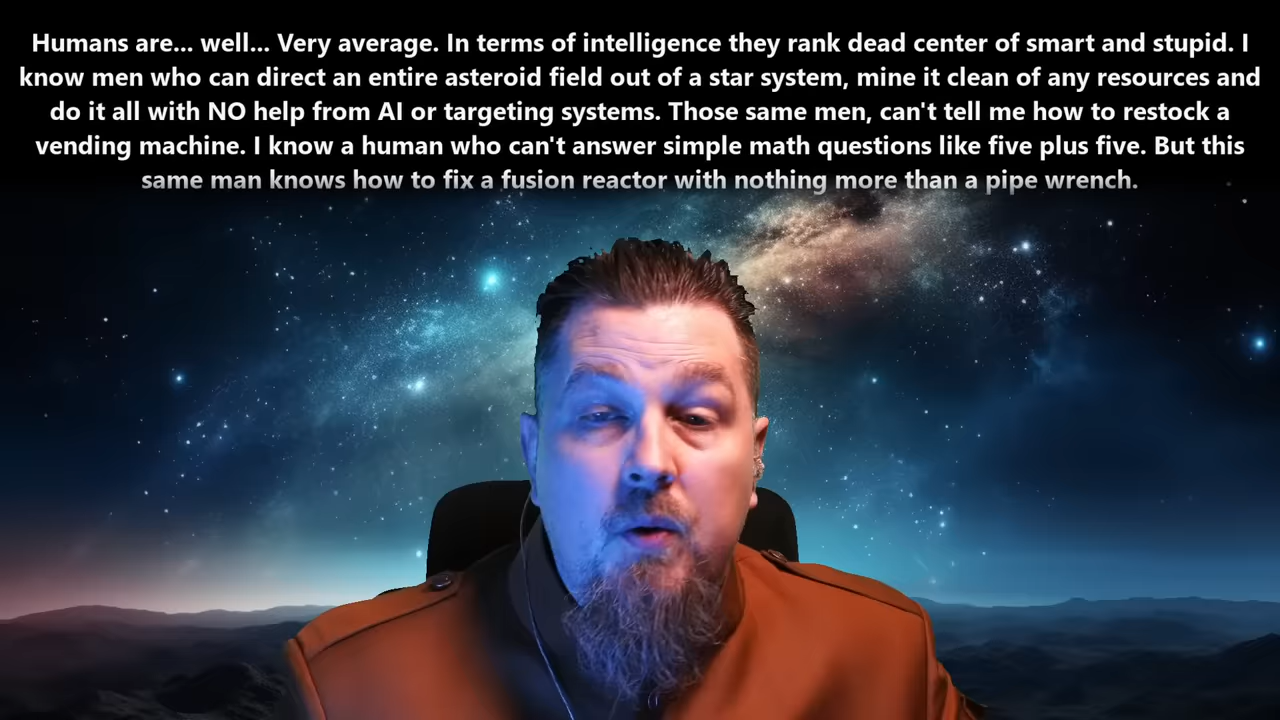 Humans are... well... Very average. In terms of intelligence they rank dead center of smart and stupid. I
know men who can direct an entire asteroid field out of a star system, mine it clean of any resources and
do it all with NO help from AI or targeting systems. Those same men, can't tell me how to restock a
vending machine. I know a human who can't answer simple math questions like five plus five. But this
same man knows how to fix a fusion reactor with nothing more than a pipe wrench.